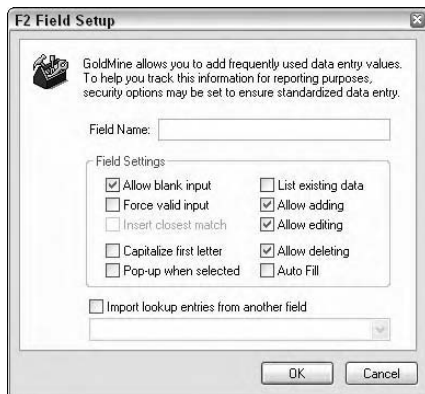 F2 Field Setup
GoldMine allows you to add frequently used data entry values.
To help you track this information for reporting purposes,
security options may be set to ensure standardized data entry.
Field Name:
Field Settings
Allow blank input
List existing data
Force valid input
Allow adding
Insert closest match
Allow editing
Capitalize first letter
Allow deleting
Pop-up when selected
Auto Fill
Import lookup entries from another field
OK
Cancel